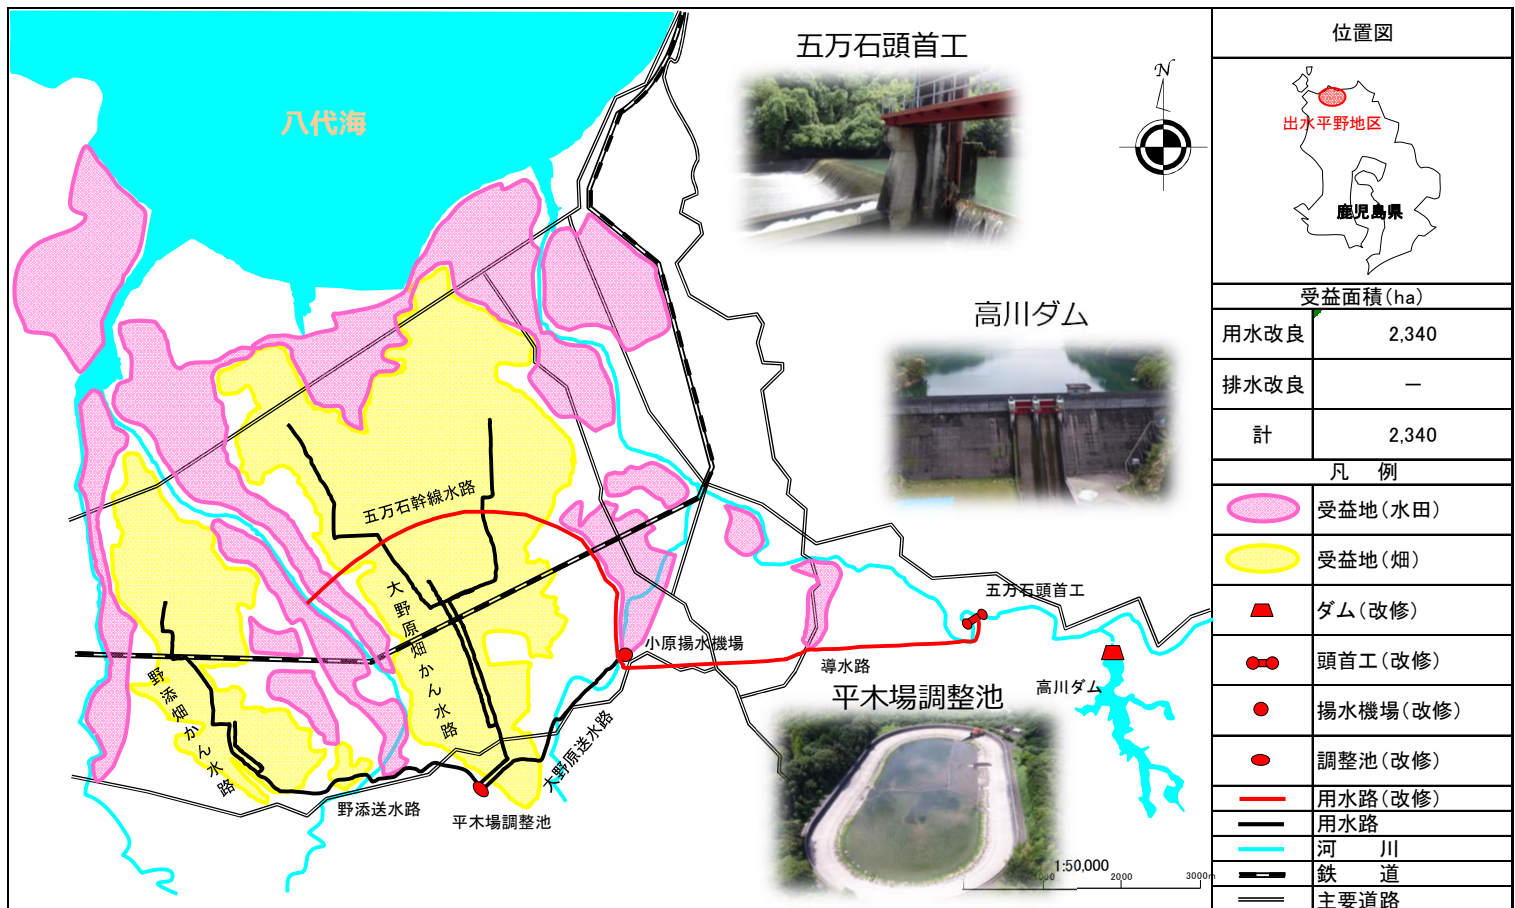 五万石頭首工
八代海
N
高川ダム
五万石幹線水路
大野原畑かん水路
野添畑かん水路
小原揚水機場
五万石頭首工
導水路
高川ダム
平木場調整池
大野原送水路
野添送水路
平木場調整池
1:50,000
1000 2000 3000m
位置図
出水平野地区
鹿児島県
受益面積(ha)
用水改良 2,340
排水改良 －
計 2,340
凡 例
受益地(水田)
受益地(畑)
ダム(改修)
頭首工(改修)
揚水機場(改修)
調整池(改修)
用水路(改修)
用水路
河 川
鉄 道
主要道路